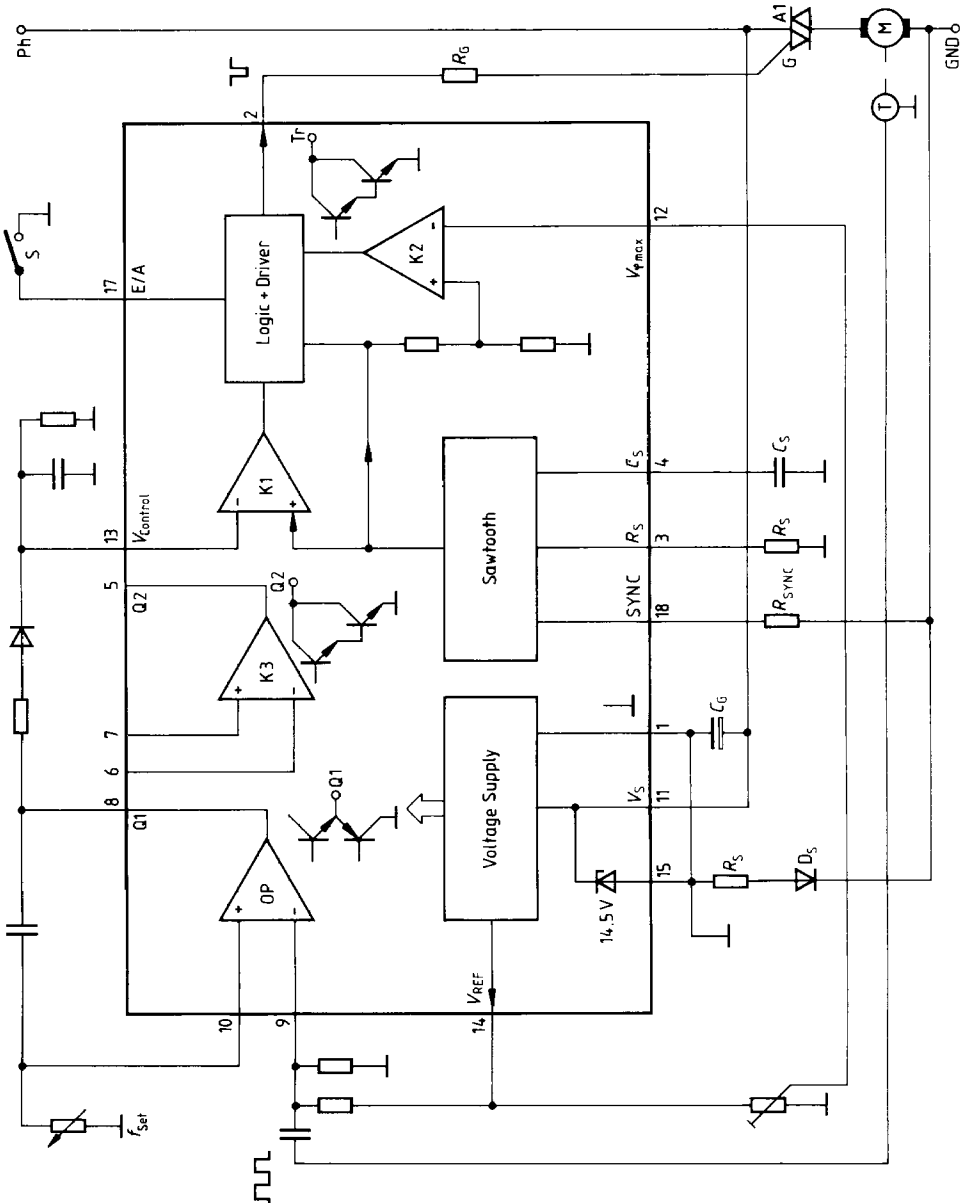 Ph
A1
G
M
GND
R_G
T
2
Tr
S
17
E/A
Logic + Driver
K2
+
-
12
V_φmax
K1
-
+
13
V_Control
5
Q2
K3
+
-
Q2
7
6
Sawtooth
C_S
4
C_S
R_S
3
R_S
SYNC
18
R_SYNC
8
Q1
OP
+
-
Q1
Voltage Supply
1
C_G
V_S
11
14.5 V
15
R_S
D_S
V_REF
14
10
9
f_Set